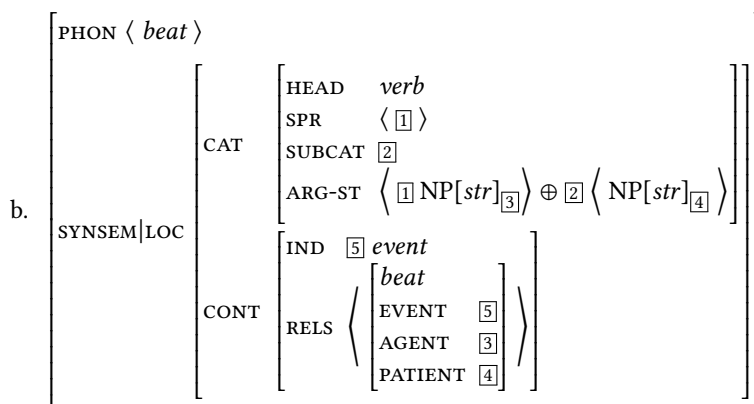 b.
PHON ⟨ beat ⟩
SYNSEM|LOC
CAT
HEAD verb
SPR ⟨ 1 ⟩
SUBCAT 2
ARG-ST ⟨ 1 NP[str]3 ⟩ ⊕ 2 ⟨ NP[str]4 ⟩
CONT
IND 5 event
RELS ⟨
beat
EVENT 5
AGENT 3
PATIENT 4
⟩